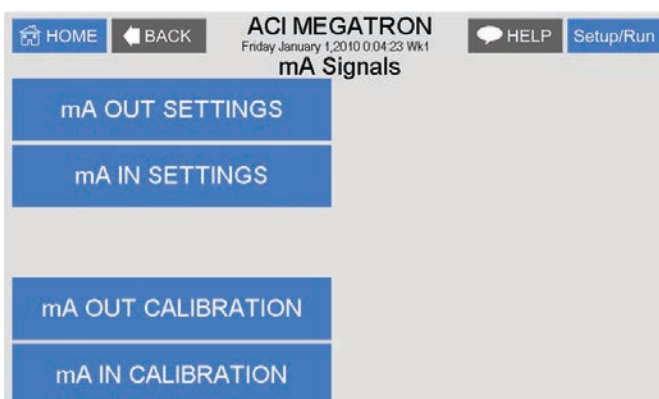 HOME
BACK
ACI MEGATRON
HELP
Setup/Run
Friday January 1,2010 0:04:23 Wk1
mA Signals
mA OUT SETTINGS
mA IN SETTINGS
mA OUT CALIBRATION
mA IN CALIBRATION